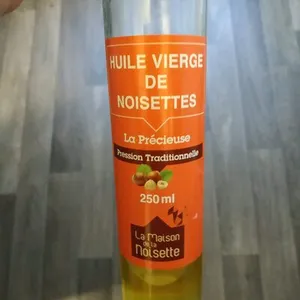 HUILE VIERGE
DE
NOISETTES
La Précieuse
Pression Traditionnelle
250 ml
La Maison
de la
Noisette